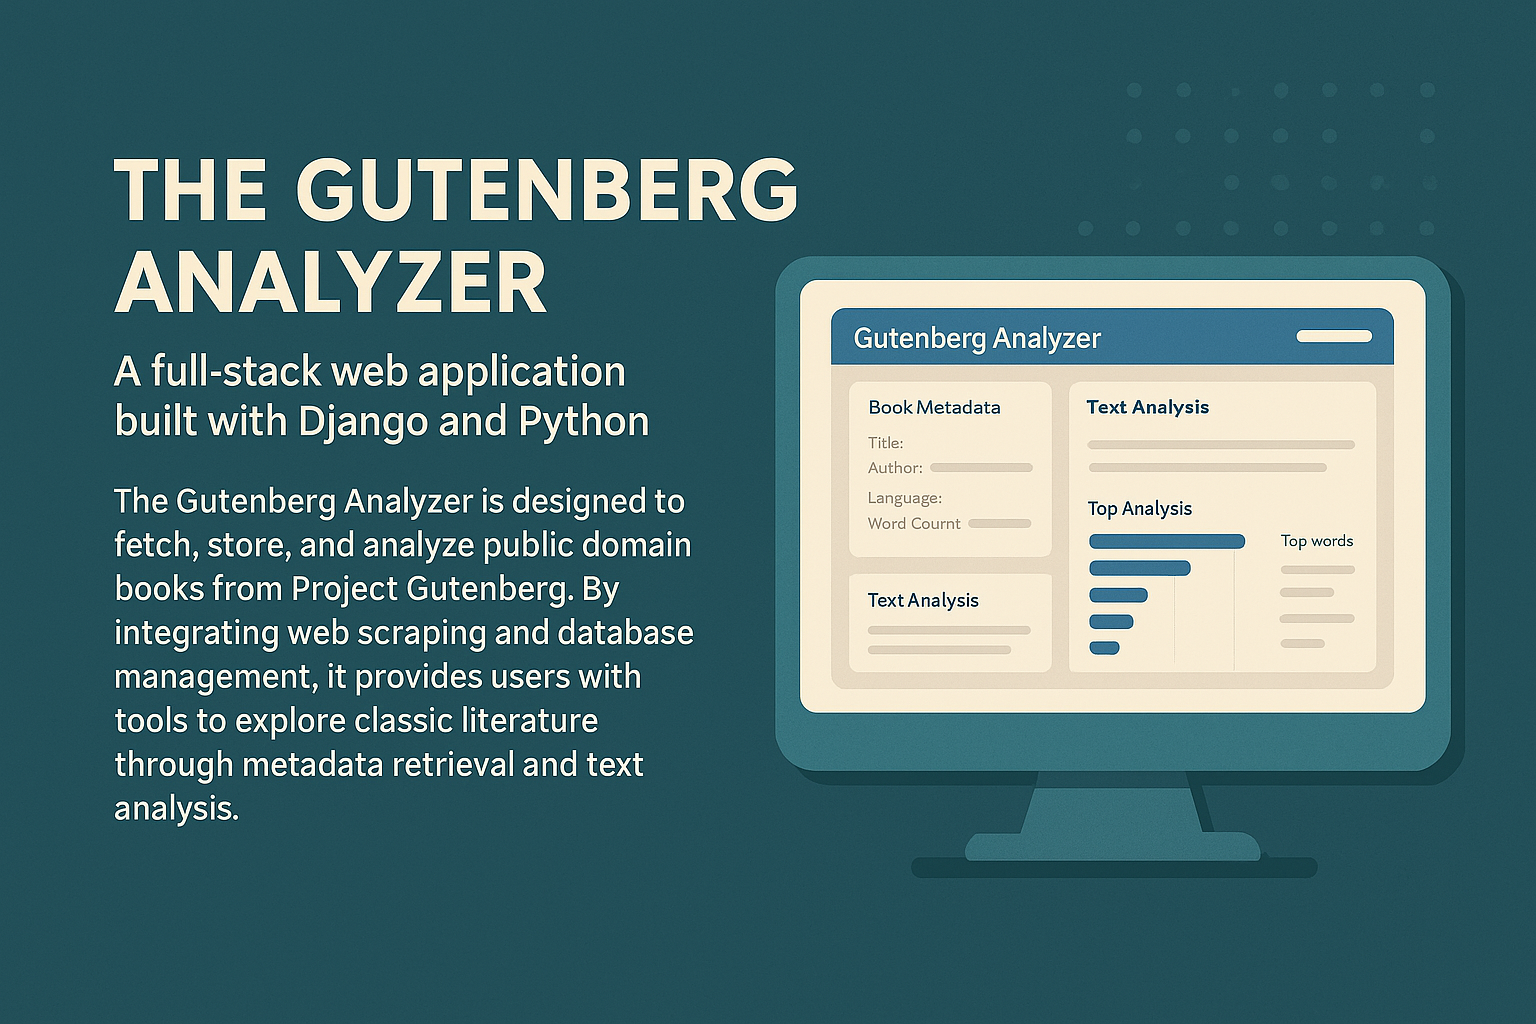 THE GUTENBERG
ANALYZER
A full-stack web application
built with Django and Python
The Gutenberg Analyzer is designed to
fetch, store, and analyze public domain
books from Project Gutenberg. By
integrating web scraping and database
management, it provides users with
tools to explore classic literature
through metadata retrieval and text
analysis.
Gutenberg Analyzer
Book Metadata
Title:
Author:
Language:
Word Cournt
Text Analysis
Text Analysis
Top Analysis
Top words